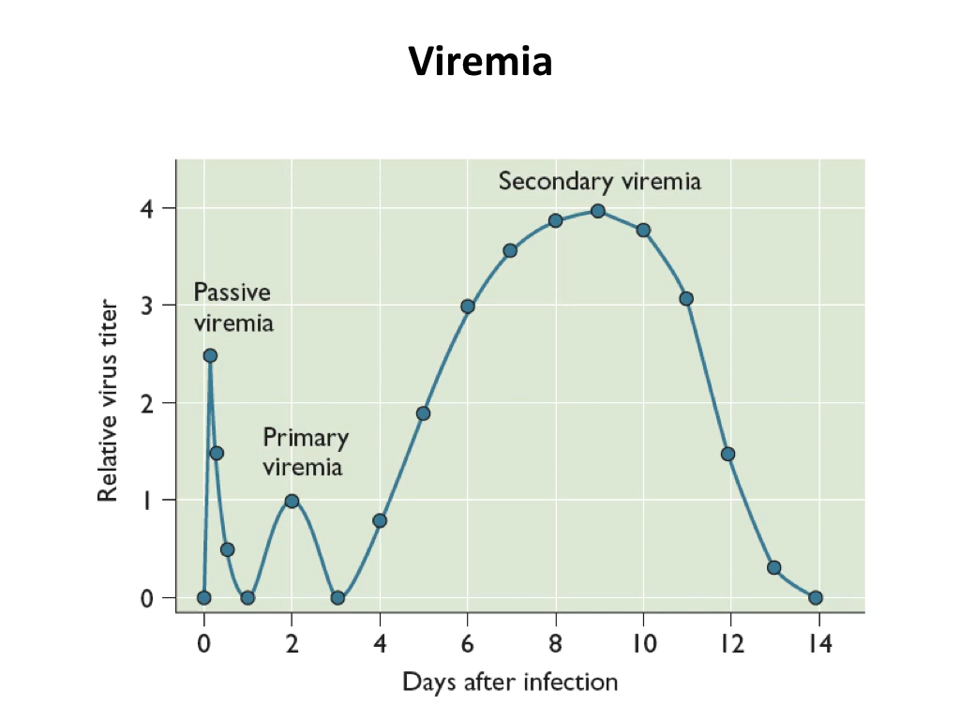 Viremia
Secondary viremia
4
Passive
viremia
3
Relative virus titer
2
Primary
viremia
1
0
0 2 4 6 8 10 12 14
Days after infection